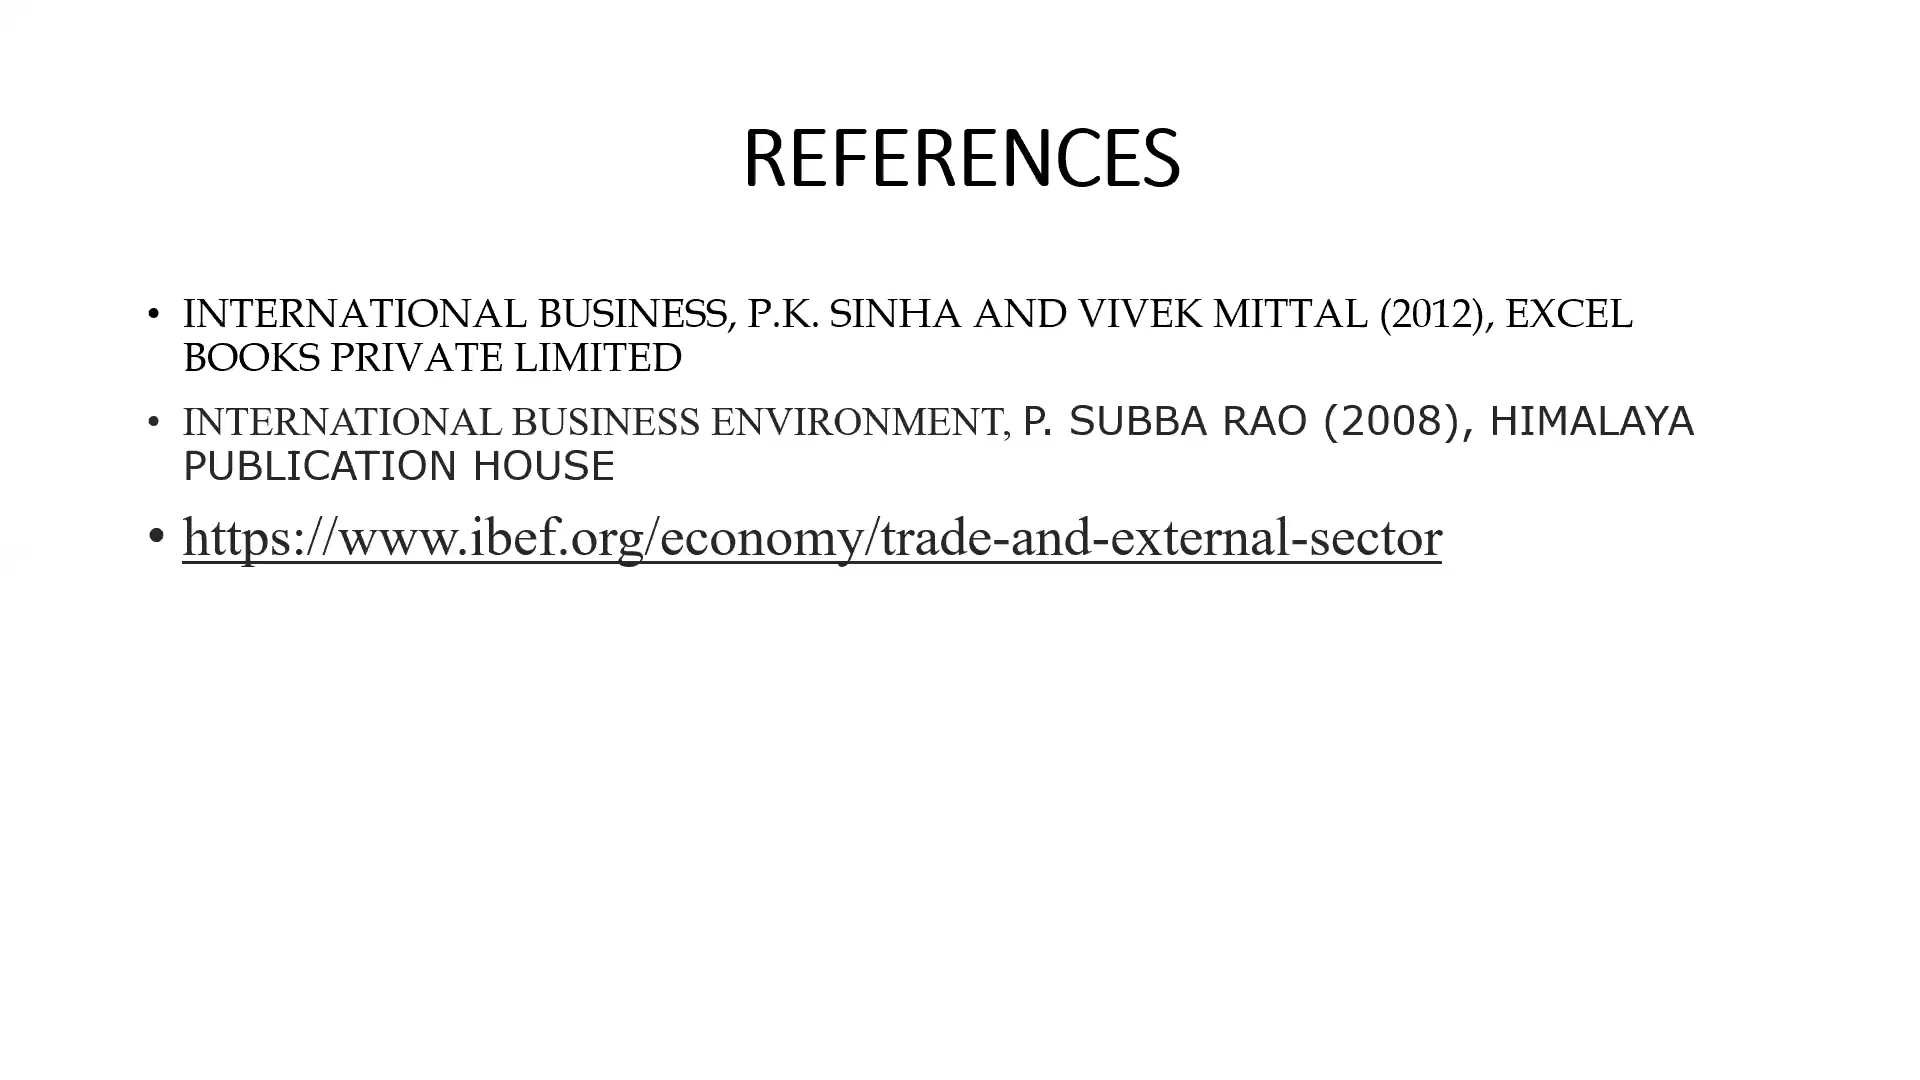 REFERENCES
• INTERNATIONAL BUSINESS, P.K. SINHA AND VIVEK MITTAL (2012), EXCEL
BOOKS PRIVATE LIMITED
• INTERNATIONAL BUSINESS ENVIRONMENT, P. SUBBA RAO (2008), HIMALAYA
PUBLICATION HOUSE
• https://www.ibef.org/economy/trade-and-external-sector